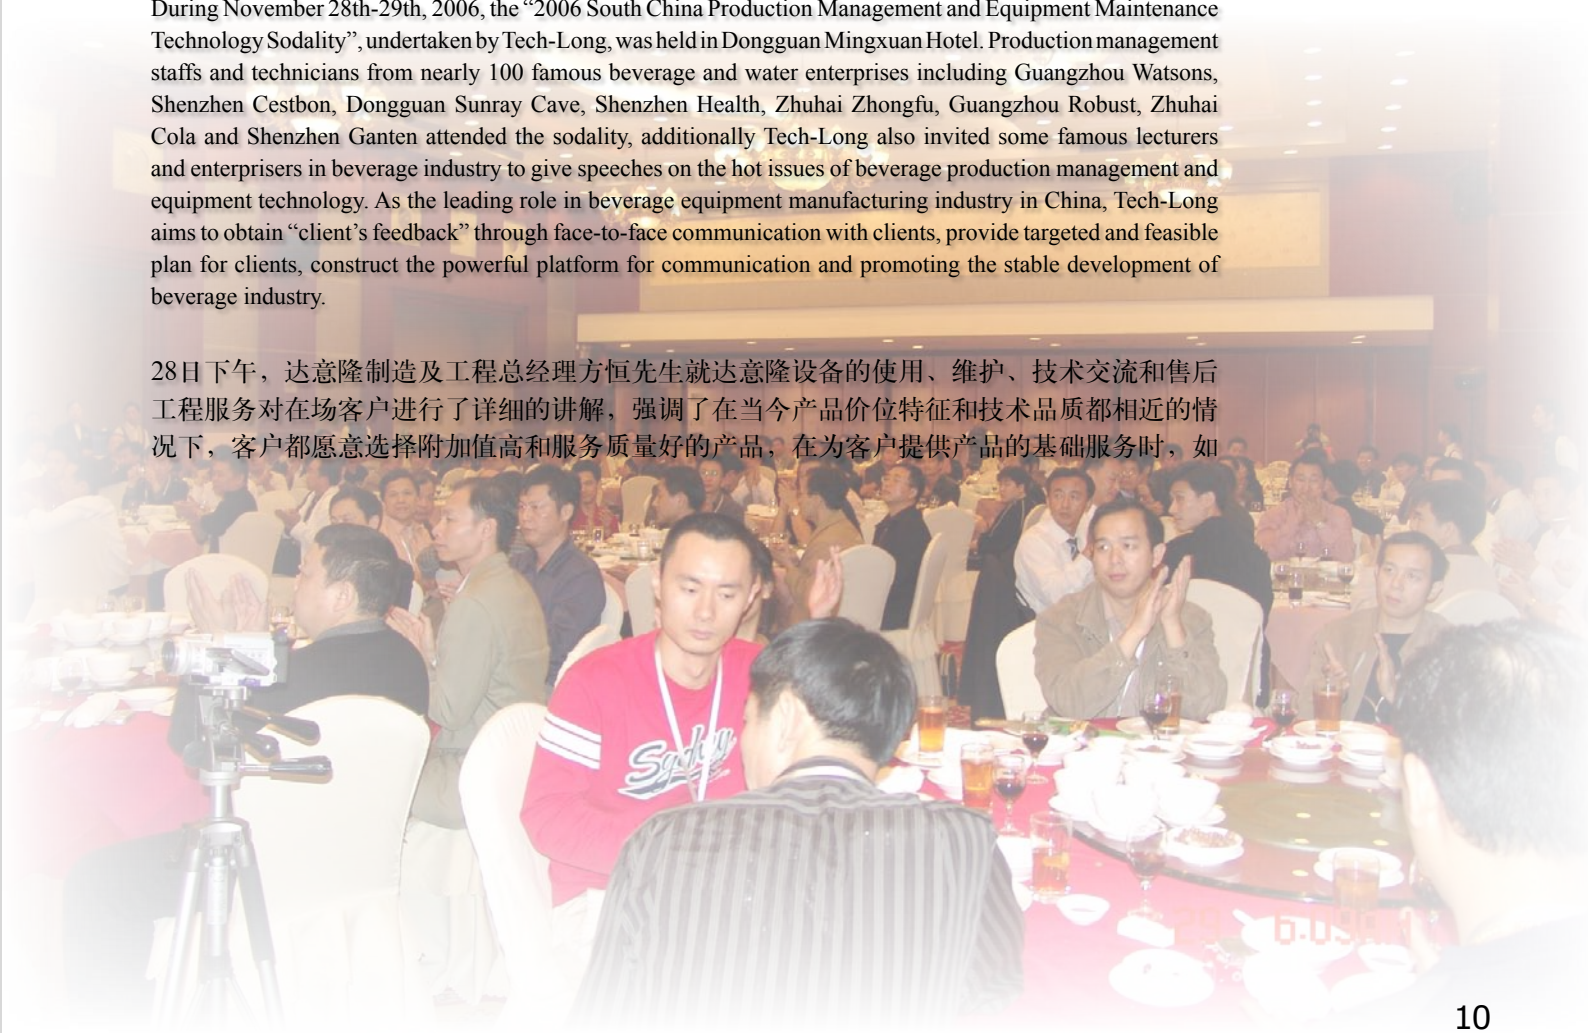 During November 28th-29th, 2006, the “2006 South China Production Management and Equipment Maintenance
Technology Sodality”, undertaken by Tech-Long, was held in Dongguan Mingxuan Hotel. Production management
staffs and technicians from nearly 100 famous beverage and water enterprises including Guangzhou Watsons,
Shenzhen Cestbon, Dongguan Sunray Cave, Shenzhen Health, Zhuhai Zhongfu, Guangzhou Robust, Zhuhai
Cola and Shenzhen Ganten attended the sodality, additionally Tech-Long also invited some famous lecturers
and enterprisers in beverage industry to give speeches on the hot issues of beverage production management and
equipment technology. As the leading role in beverage equipment manufacturing industry in China, Tech-Long
aims to obtain “client’s feedback” through face-to-face communication with clients, provide targeted and feasible
plan for clients, construct the powerful platform for communication and promoting the stable development of
beverage industry.
28日下午，达意隆制造及工程总经理方恒先生就达意隆设备的使用、维护、技术交流和售后
工程服务对在场客户进行了详细的讲解，强调了在当今产品价位特征和技术品质都相近的情
况下，客户都愿意选择附加值高和服务质量好的产品，在为客户提供产品的基础服务时，如
Sydney
10